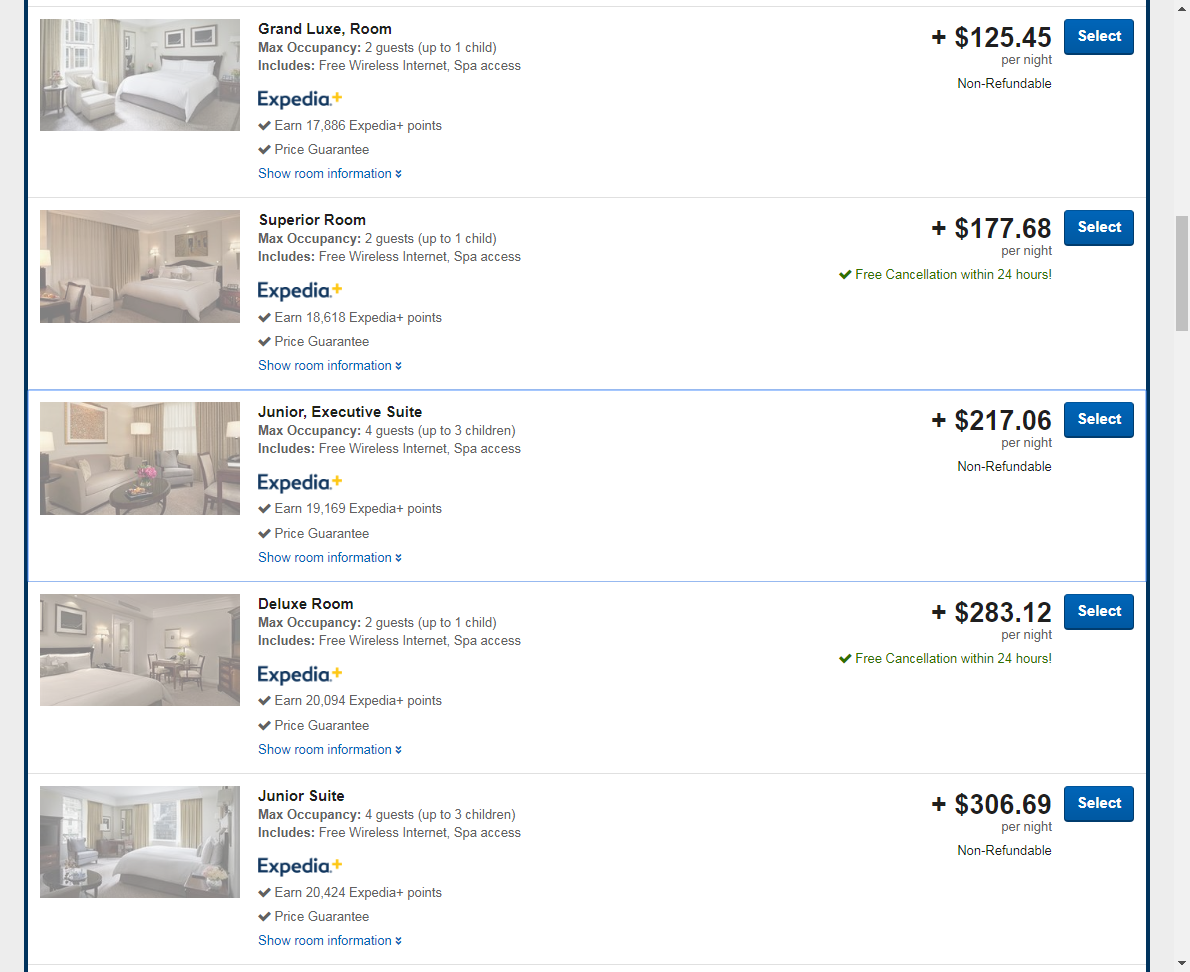 Grand Luxe, Room
Max Occupancy: 2 guests (up to 1 child)
Includes: Free Wireless Internet, Spa access
Expedia.+
Earn 17,886 Expedia+ points
Price Guarantee
Show room information
+ $125.45
per night
Non-Refundable
Select
Superior Room
Max Occupancy: 2 guests (up to 1 child)
Includes: Free Wireless Internet, Spa access
Expedia.+
Earn 18,618 Expedia+ points
Price Guarantee
Show room information
+ $177.68
per night
Free Cancellation within 24 hours!
Select
Junior, Executive Suite
Max Occupancy: 4 guests (up to 3 children)
Includes: Free Wireless Internet, Spa access
Expedia.+
Earn 19,169 Expedia+ points
Price Guarantee
Show room information
+ $217.06
per night
Non-Refundable
Select
Deluxe Room
Max Occupancy: 2 guests (up to 1 child)
Includes: Free Wireless Internet, Spa access
Expedia.+
Earn 20,094 Expedia+ points
Price Guarantee
Show room information
+ $283.12
per night
Free Cancellation within 24 hours!
Select
Junior Suite
Max Occupancy: 4 guests (up to 3 children)
Includes: Free Wireless Internet, Spa access
Expedia.+
Earn 20,424 Expedia+ points
Price Guarantee
Show room information
+ $306.69
per night
Non-Refundable
Select